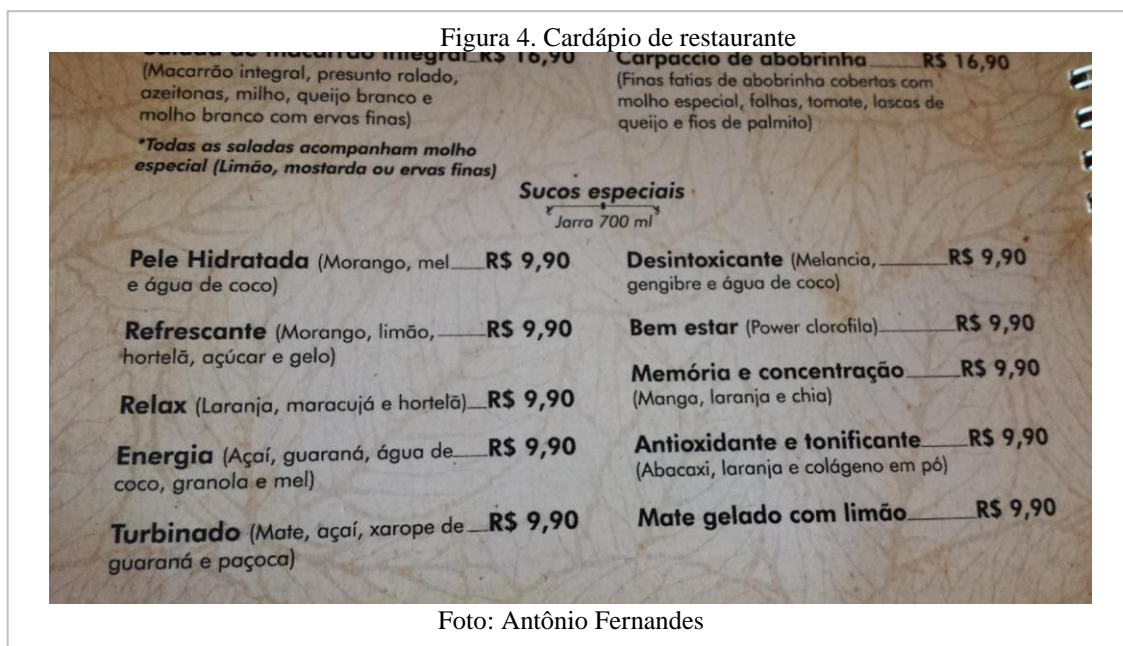 Figura 4. Cardápio de restaurante
Salada de macarrão integral R$ 16,90
(Macarrão integral, presunto ralado,
azeitonas, milho, queijo branco e
molho branco com ervas finas)
*Todas as saladas acompanham molho
especial (Limão, mostarda ou ervas finas)
Carpaccio de abobrinha R$ 16,90
(Finas fatias de abobrinha cobertas com
molho especial, folhas, tomate, lascas de
queijo e fios de palmito)
Sucos especiais
Jarra 700 ml
Pele Hidratada (Morango, mel R$ 9,90
e água de coco)
Refrescante (Morango, limão, R$ 9,90
hortelã, açúcar e gelo)
Relax (Laranja, maracujá e hortelã) R$ 9,90
Energia (Açaí, guaraná, água de R$ 9,90
coco, granola e mel)
Turbinado (Mate, açaí, xarope de R$ 9,90
guaraná e paçoca)
Desintoxicante (Melancia, R$ 9,90
gengibre e água de coco)
Bem estar (Power clorofila) R$ 9,90
Memória e concentração R$ 9,90
(Manga, laranja e chia)
Antioxidante e tonificante R$ 9,90
(Abacaxi, laranja e colágeno em pó)
Mate gelado com limão R$ 9,90
Foto: Antônio Fernandes